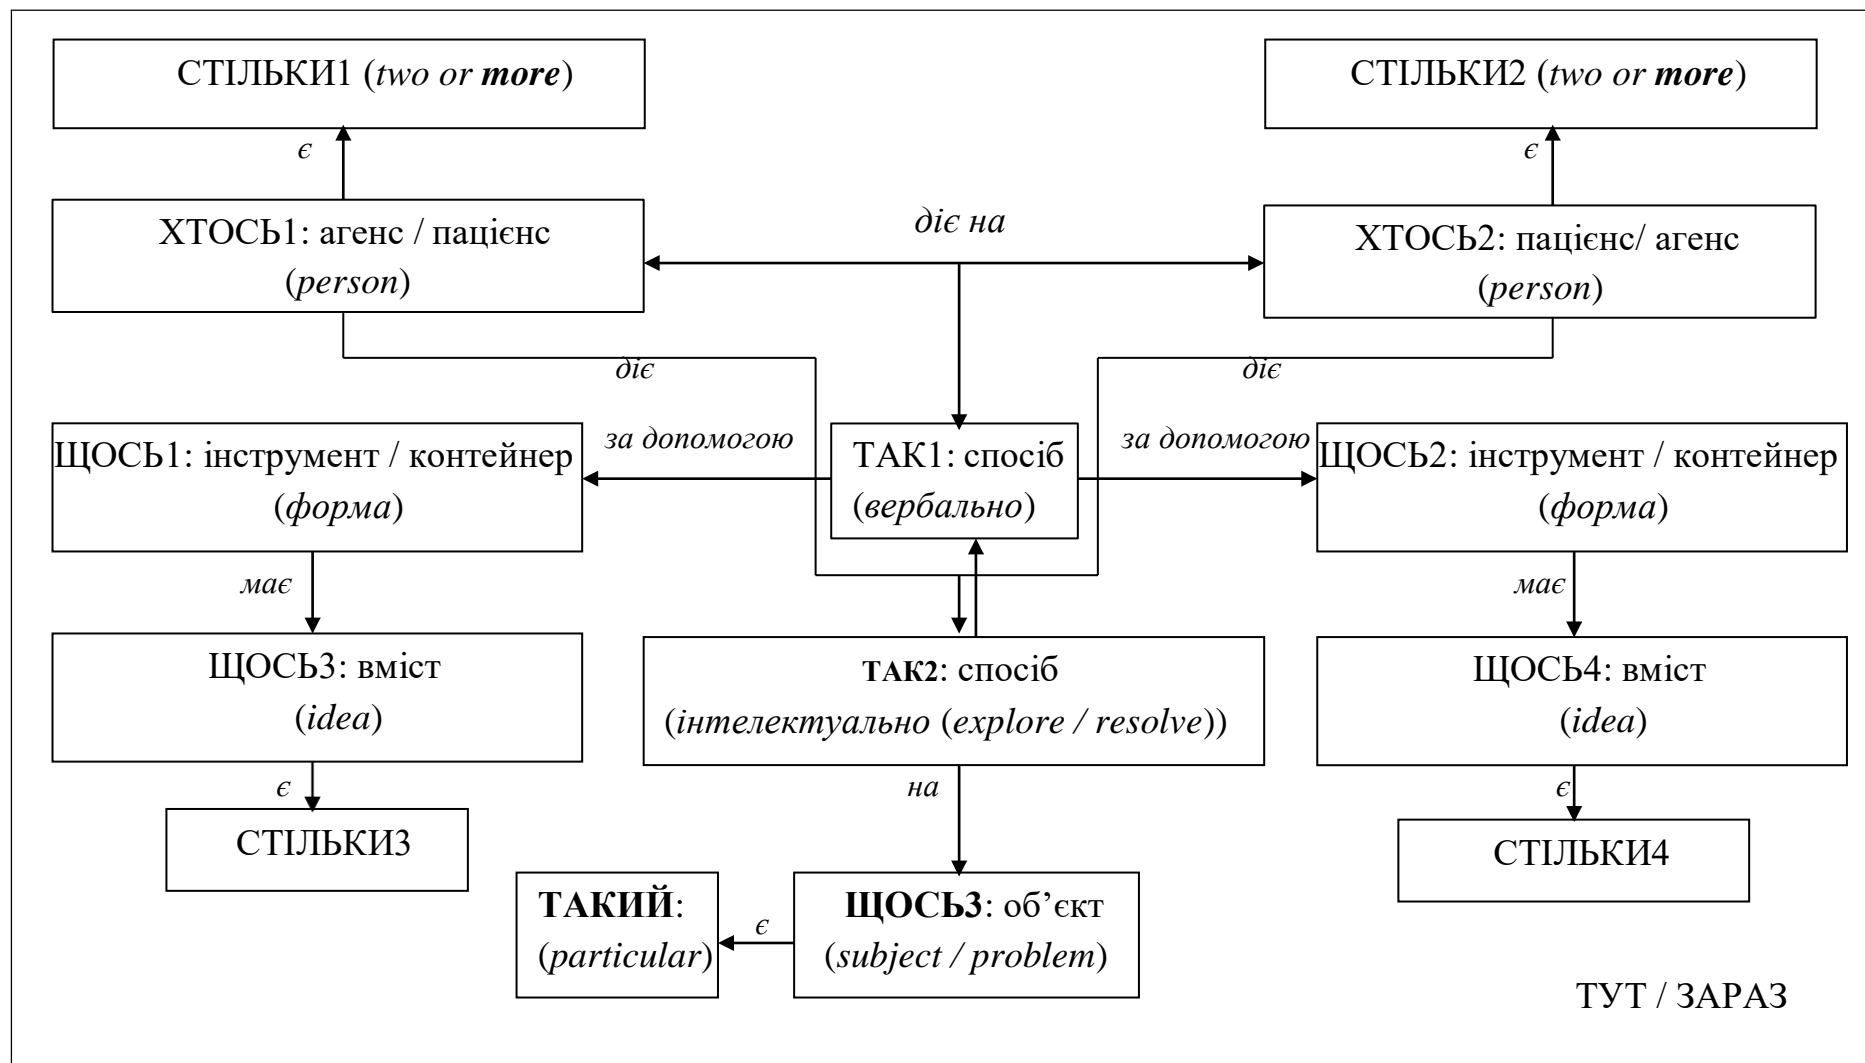 СТІЛЬКИ1 (two or more)
СТІЛЬКИ2 (two or more)
є
є
ХТОСЬ1: агенс / пацієнс
(person)
діє на
ХТОСЬ2: пацієнс/ агенс
(person)
діє
діє
ЩОСЬ1: інструмент / контейнер
(форма)
за допомогою
ТАК1: спосіб
(вербально)
за допомогою
ЩОСЬ2: інструмент / контейнер
(форма)
має
має
ЩОСЬ3: вміст
(idea)
ТАК2: спосіб
(інтелектуально (explore / resolve))
ЩОСЬ4: вміст
(idea)
є
на
є
СТІЛЬКИ3
СТІЛЬКИ4
ТАКИЙ:
(particular)
є
ЩОСЬ3: об’єкт
(subject / problem)
ТУТ / ЗАРАЗ